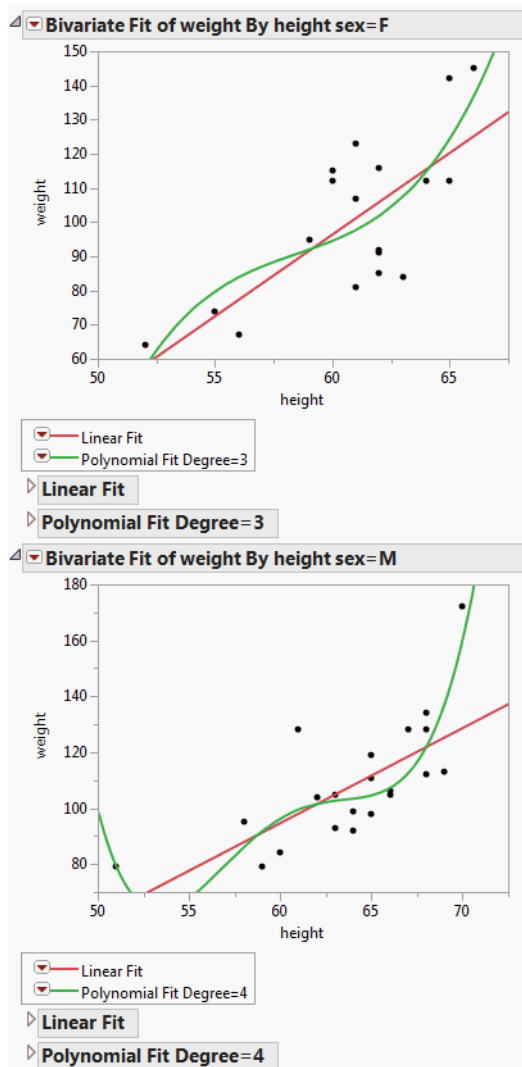 Bivariate Fit of weight By height sex=F
150
140
130
120
110
100
90
80
70
60
weight
50 55 60 65
height
Linear Fit
Polynomial Fit Degree=3
Linear Fit
Polynomial Fit Degree=3
Bivariate Fit of weight By height sex=M
180
160
140
120
100
80
weight
50 55 60 65 70
height
Linear Fit
Polynomial Fit Degree=4
Linear Fit
Polynomial Fit Degree=4